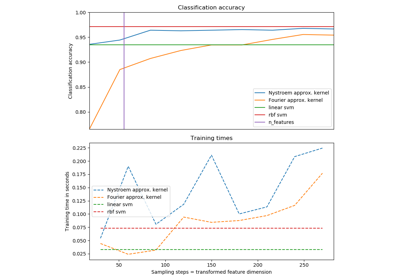 Classification accuracy
1.00
0.95
0.90
0.85
0.80
Classification accuracy
Nystroem approx. kernel
Fourier approx. kernel
linear svm
rbf svm
n_features
Training times
0.225
0.200
0.175
0.150
0.125
0.100
0.075
0.050
0.025
Training time in seconds
Nystroem approx. kernel
Fourier approx. kernel
linear svm
rbf svm
50
100
150
200
250
Sampling steps = transformed feature dimension